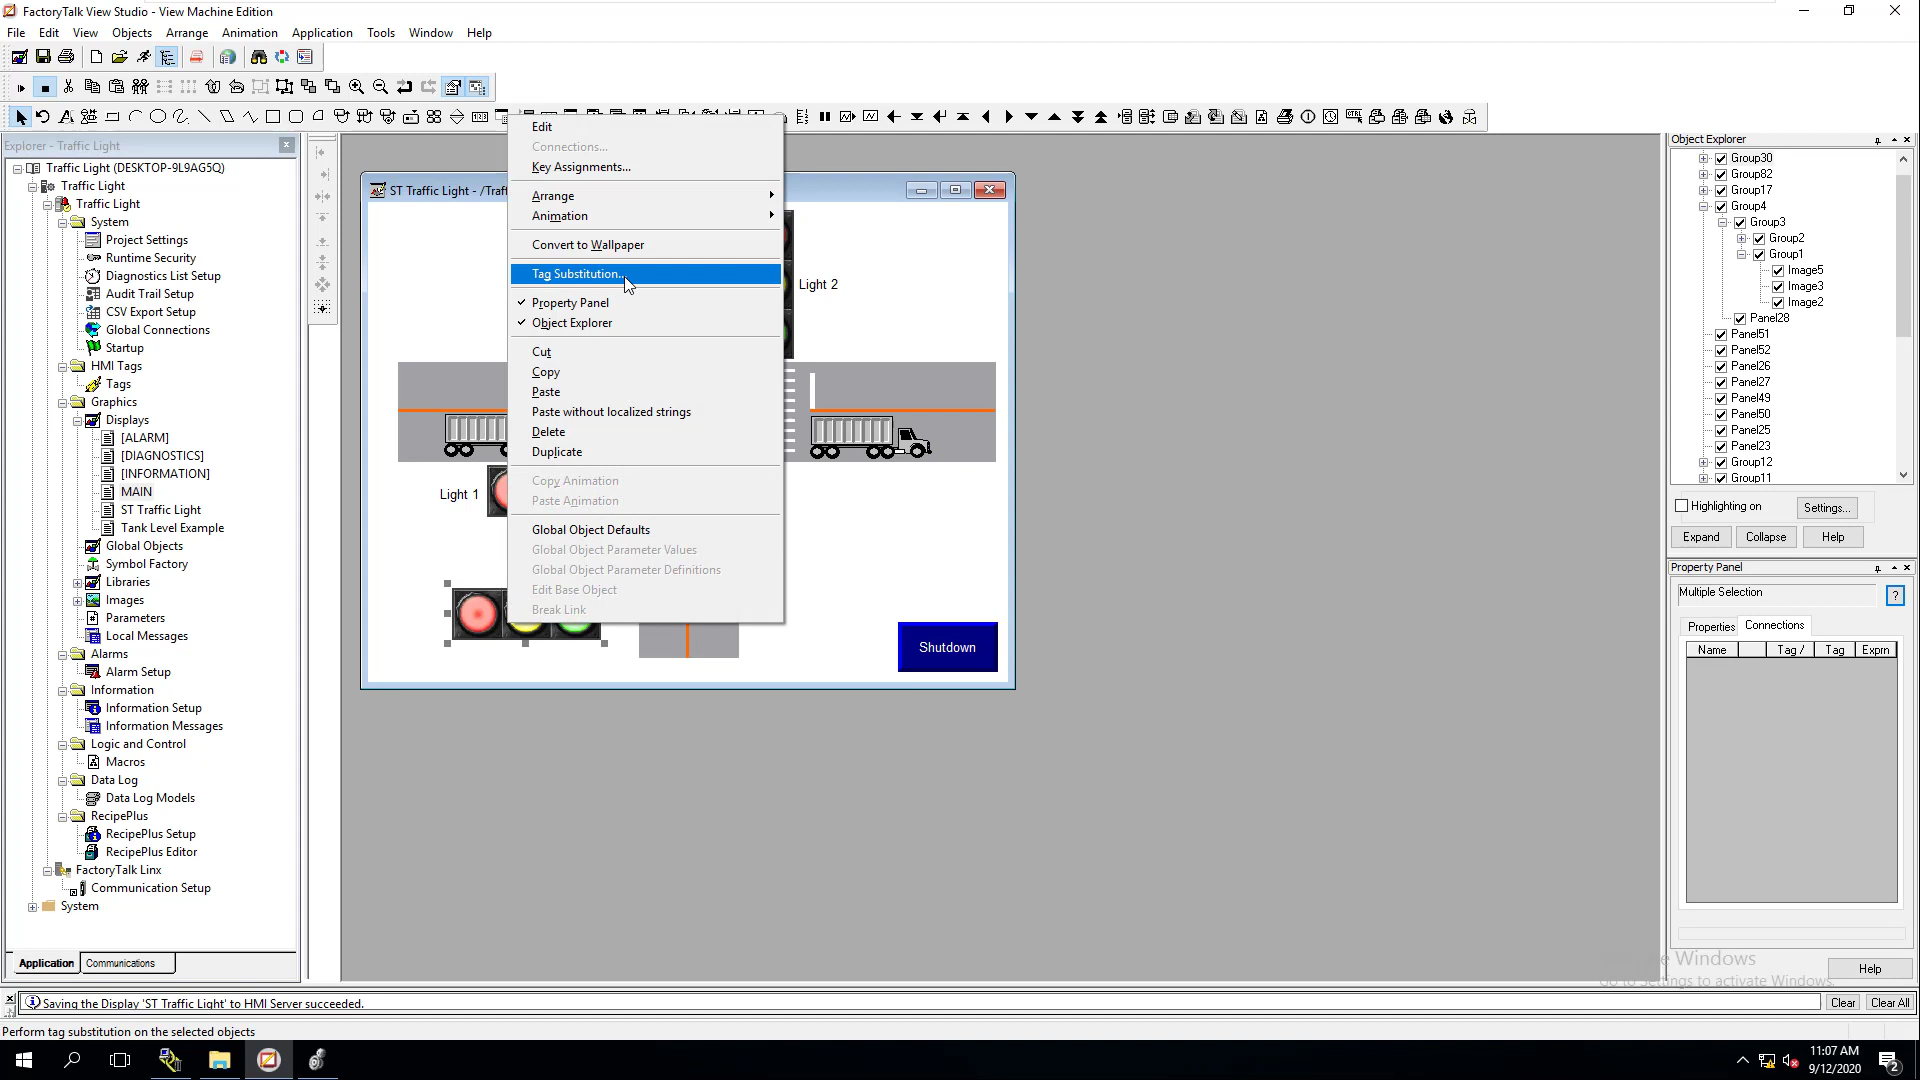 FactoryTalk View Studio - View Machine Edition
File Edit View Objects Arrange Animation Application Tools Window Help
Explorer - Traffic Light
Traffic Light (DESKTOP-9L9AG5Q)
Traffic Light
Traffic Light
System
Project Settings
Runtime Security
Diagnostics List Setup
Audit Trail Setup
CSV Export Setup
Global Connections
Startup
HMI Tags
Tags
Graphics
Displays
[ALARM]
[DIAGNOSTICS]
[INFORMATION]
MAIN
ST Traffic Light
Tank Level Example
Global Objects
Symbol Factory
Libraries
Images
Parameters
Local Messages
Alarms
Alarm Setup
Information
Information Setup
Information Messages
Logic and Control
Macros
Data Log
Data Log Models
RecipePlus
RecipePlus Setup
RecipePlus Editor
FactoryTalk Linx
Communication Setup
System
Application Communications
ST Traffic Light - /Traff
Light 2
Light 1
Shutdown
Edit
Connections...
Key Assignments...
Arrange
Animation
Convert to Wallpaper
Tag Substitution...
Property Panel
Object Explorer
Cut
Copy
Paste
Paste without localized strings
Delete
Duplicate
Copy Animation
Paste Animation
Global Object Defaults
Global Object Parameter Values
Global Object Parameter Definitions
Edit Base Object
Break Link
Object Explorer
Group30
Group82
Group17
Group4
Group3
Group2
Group1
Image5
Image3
Image2
Panel28
Panel51
Panel52
Panel26
Panel27
Panel49
Panel50
Panel25
Panel23
Group12
Group11
Highlighting on Settings...
Expand Collapse Help
Property Panel
Multiple Selection ?
Properties Connections
Name Tag / Tag Exprn
Windows
Go to Settings to activate Windows.
Help
Saving the Display 'ST Traffic Light' to HMI Server succeeded.
Clear Clear All
Perform tag substitution on the selected objects
11:07 AM
9/12/2020
2